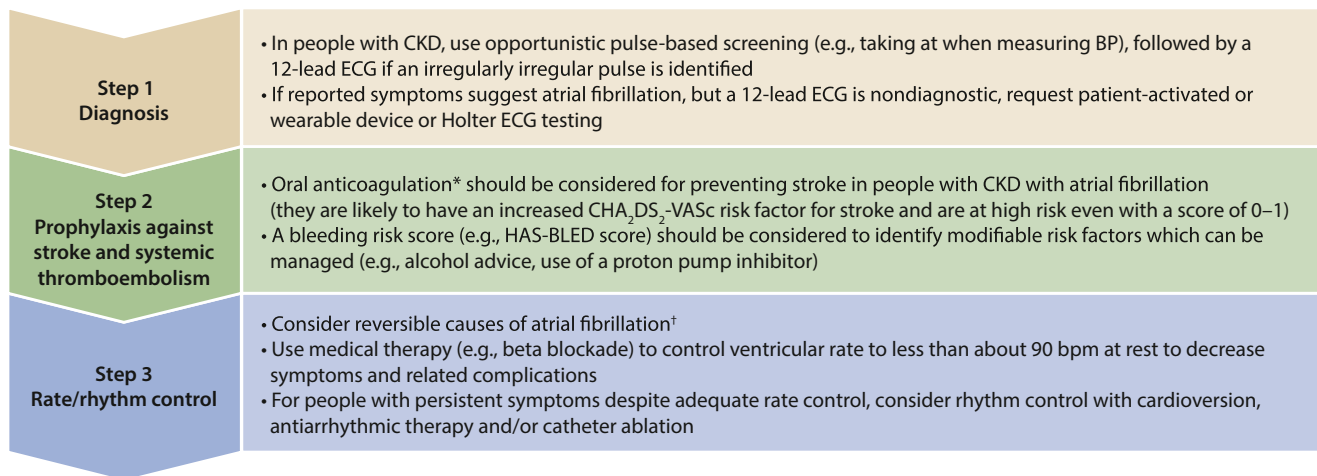 Step 1
Diagnosis
• In people with CKD, use opportunistic pulse-based screening (e.g., taking at when measuring BP), followed by a
12-lead ECG if an irregularly irregular pulse is identified
• If reported symptoms suggest atrial fibrillation, but a 12-lead ECG is nondiagnostic, request patient-activated or
wearable device or Holter ECG testing
Step 2
Prophylaxis against
stroke and systemic
thromboembolism
• Oral anticoagulation* should be considered for preventing stroke in people with CKD with atrial fibrillation
(they are likely to have an increased CHA₂DS₂-VASc risk factor for stroke and are at high risk even with a score of 0–1)
• A bleeding risk score (e.g., HAS-BLED score) should be considered to identify modifiable risk factors which can be
managed (e.g., alcohol advice, use of a proton pump inhibitor)
Step 3
Rate/rhythm control
• Consider reversible causes of atrial fibrillation†
• Use medical therapy (e.g., beta blockade) to control ventricular rate to less than about 90 bpm at rest to decrease
symptoms and related complications
• For people with persistent symptoms despite adequate rate control, consider rhythm control with cardioversion,
antiarrhythmic therapy and/or catheter ablation